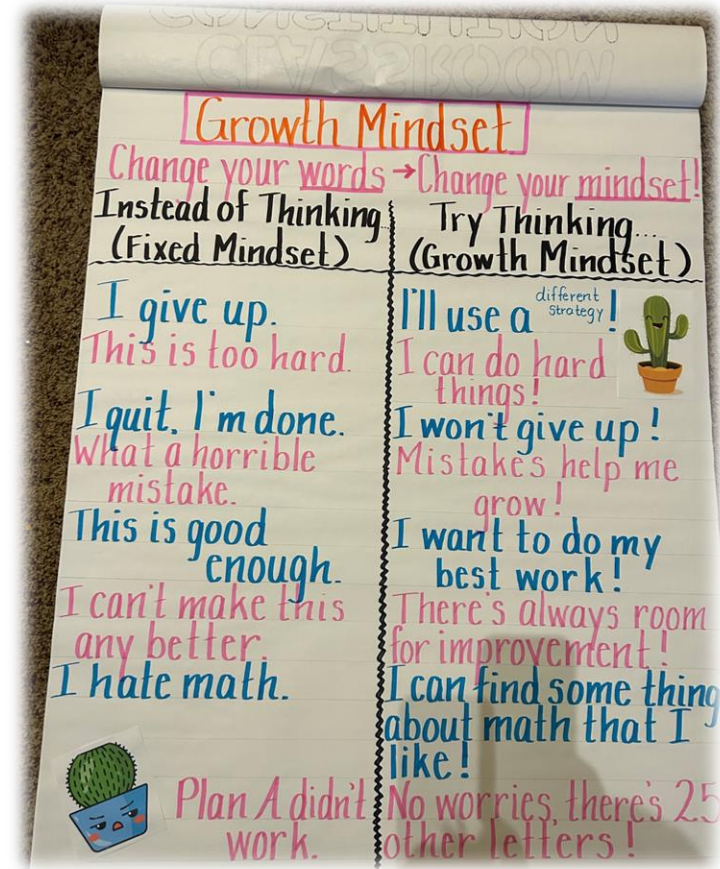 CLASSROOM
Growth Mindset
Change your words → Change your mindset!
Instead of Thinking...
(Fixed Mindset)
Try Thinking...
(Growth Mindset)
I give up.
This is too hard.
I quit, I'm done.
What a horrible
mistake.
This is good
enough.
I can't make this
any better.
I hate math.
Plan A didn't
work.
I'll use a different
strategy!
I can do hard
things!
I won't give up!
Mistakes help me
grow!
I want to do my
best work!
There's always room
for improvement!
I can find some thing
about math that I
like!
No worries, there's 25
other letters!